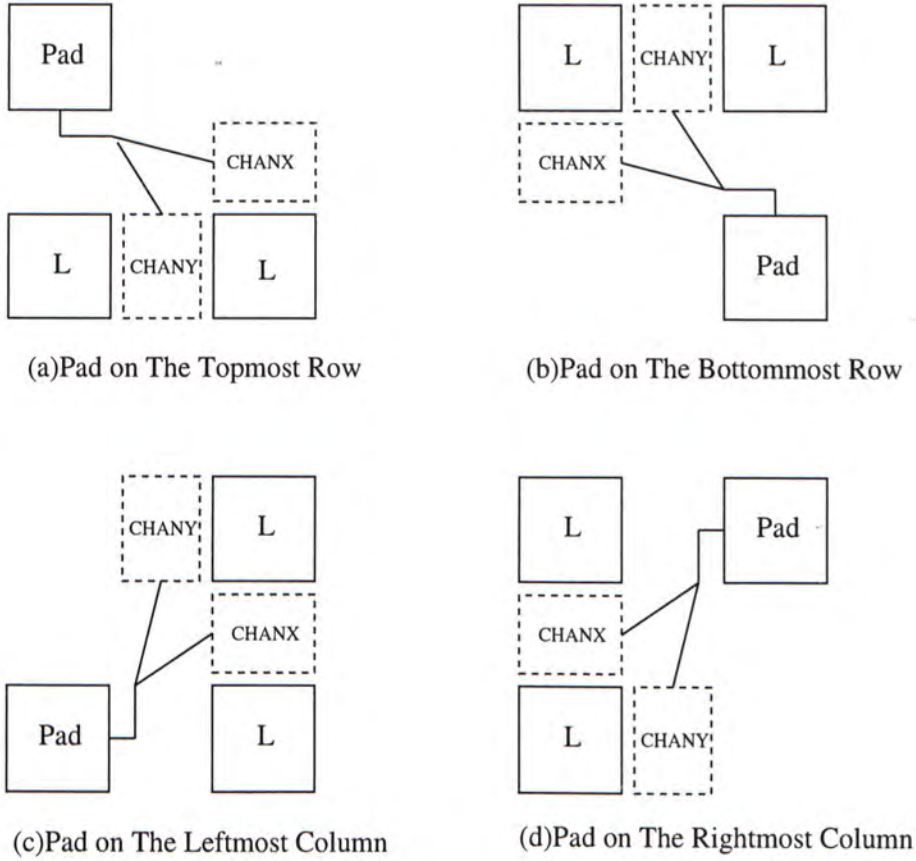 Pad
CHANX
L CHANY L
(a)Pad on The Topmost Row
L CHANY L
CHANX
Pad
(b)Pad on The Bottommost Row
CHANY L
CHANX
Pad L
(c)Pad on The Leftmost Column
L Pad
CHANX
L CHANY
(d)Pad on The Rightmost Column